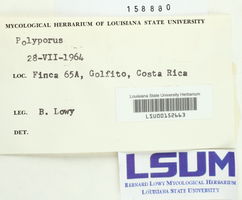 158880
MYCOLOGICAL HERBARIUM OF LOUISIANA STATE UNIVERSITY
Polyporus
28-VII-1964
LOC. Finca 65A, Golfito, Costa Rica
Louisiana State University Herbarium
LSU00152663
LEG. B. Lowy
DET.
LSUM
BERNARD LOWY MYCOLOGICAL HERBARIUM
LOUISIANA STATE UNIVERSITY